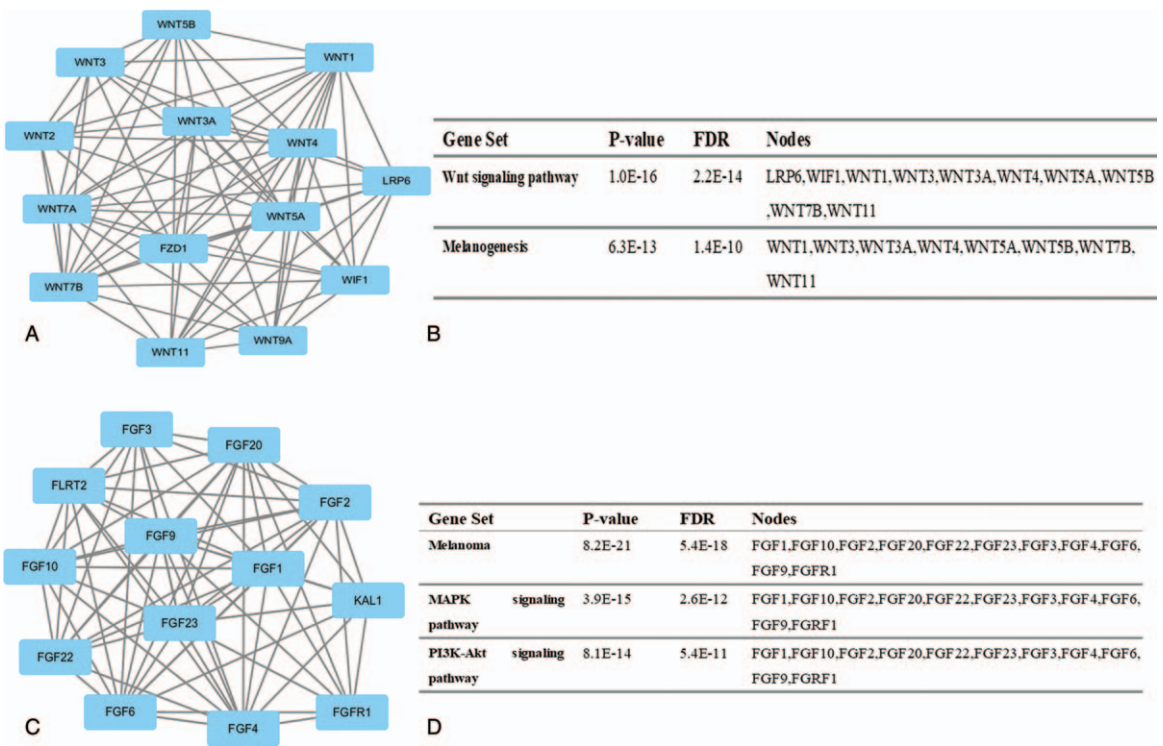 WNT5B
WNT1
WNT3
WNT3A
WNT2
WNT4
LRP6
WNT7A
WNT5A
FZD1
WIF1
WNT7B
WNT9A
WNT11
A
Gene Set P-value FDR Nodes
Wnt signaling pathway 1.0E-16 2.2E-14 LRP6,WIF1,WNT1,WNT3,WNT3A,WNT4,WNT5A,WNT5B
,WNT7B,WNT11
Melanogenesis 6.3E-13 1.4E-10 WNT1,WNT3,WNT3A,WNT4,WNT5A,WNT5B,WNT7B,
WNT11
B
FGF3
FGF20
FLRT2
FGF2
FGF9
FGF10
FGF1
KAL1
FGF23
FGF22
FGF6
FGFR1
FGF4
C
Gene Set P-value FDR Nodes
Melanoma 8.2E-21 5.4E-18 FGF1,FGF10,FGF2,FGF20,FGF22,FGF23,FGF3,FGF4,FGF6,
FGF9,FGFR1
MAPK signaling 3.9E-15 2.6E-12 FGF1,FGF10,FGF2,FGF20,FGF22,FGF23,FGF3,FGF4,FGF6,
pathway FGF9,FGRF1
PI3K-Akt signaling 8.1E-14 5.4E-11 FGF1,FGF10,FGF2,FGF20,FGF22,FGF23,FGF3,FGF4,FGF6,
pathway FGF9,FGRF1
D